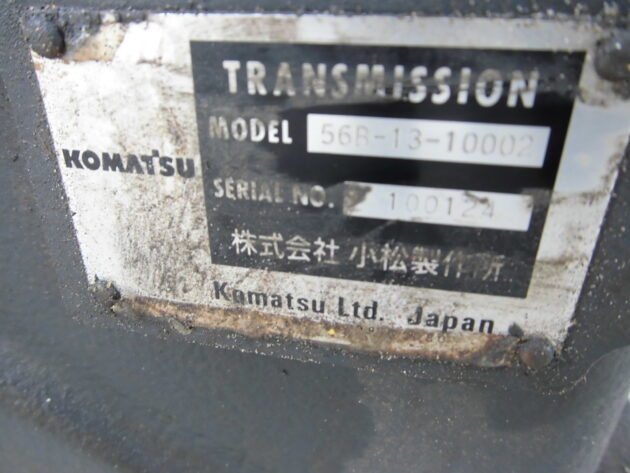 TRANSMISSION
MODEL 56B-13-10002
KOMATSU
SERIAL NO. 100124
株式会社 小松製作所
Komatsu Ltd. Japan